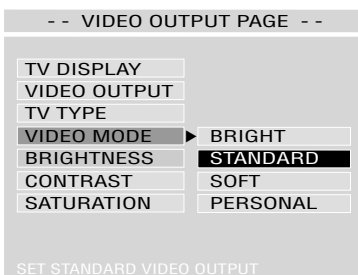 - - VIDEO OUTPUT PAGE - -
TV DISPLAY
VIDEO OUTPUT
TV TYPE
VIDEO MODE
BRIGHT
BRIGHTNESS
STANDARD
CONTRAST
SOFT
SATURATION
PERSONAL
SET STANDARD VIDEO OUTPUT